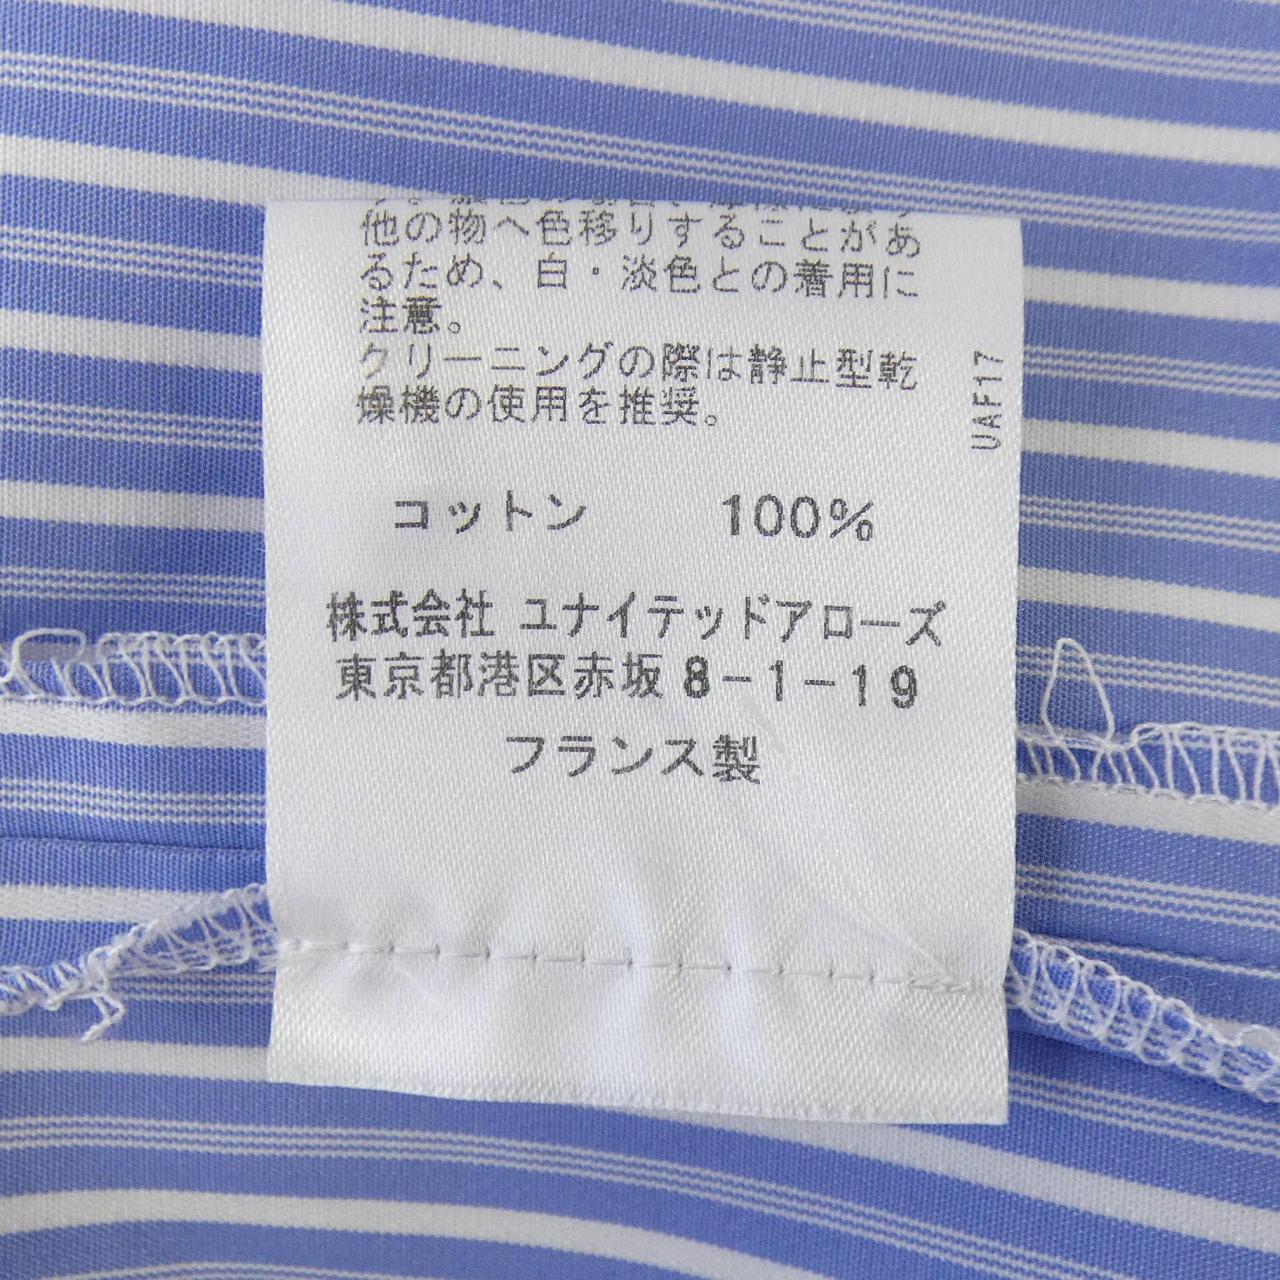 他の物へ色移りすることがあ
るため、白・淡色との着用に
注意。
クリーニングの際は静止型乾
燥機の使用を推奨。
UAF17
コットン 100%
株式会社 ユナイテッドアローズ
東京都港区赤坂8-1-19
フランス製